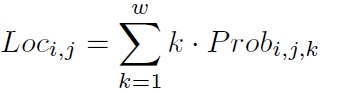 $Loc_{i,j} = \sum_{k=1}^{w} k \cdot Prob_{i,j,k}$